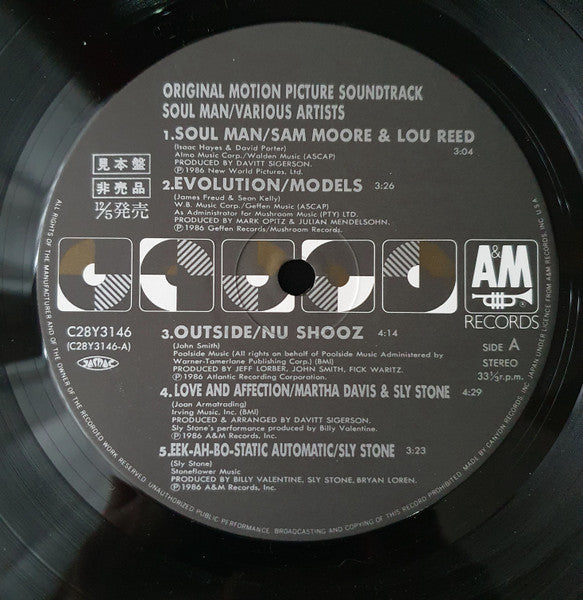 ORIGINAL MOTION PICTURE SOUNDTRACK
SOUL MAN/VARIOUS ARTISTS
1.SOUL MAN/SAM MOORE & LOU REED
(Isaac Hayes & David Porter)
Almo Music Corp./Walden Music (ASCAP)
PRODUCED BY DAVITT SIGERSON. 3:04
Ⓟ1986 New World Pictures, Ltd.
見本盤
非売品
12/5発売
2.EVOLUTION/MODELS 3:26
(James Freud & Sean Kelly)
W.B. Music Corp./Geffen Music (ASCAP)
As Administrator for Mushroom Music (PTY) LTD.
PRODUCED BY MARK OPITZ & JULIAN MENDELSOHN.
Ⓟ1986 Geffen Records/Mushroom Records.
A&M
RECORDS
C28Y3146
(C28Y3146-A)
SIDE A
STEREO
33⅓r.p.m.
3.OUTSIDE/NU SHOOZ 4:14
(John Smith)
Poolside Music (All rights on behalf of Poolside Music Administered by
Warner-Tamerlane Publishing Corp.) (BMI)
PRODUCED BY JEFF LORBER, JOHN SMITH, FICK WARITZ.
Ⓟ1986 Atlantic Recording Corporation.
4.LOVE AND AFFECTION/MARTHA DAVIS & SLY STONE 4:29
(Joan Armatrading)
Irving Music, Inc. (BMI)
PRODUCED & ARRANGED BY DAVITT SIGERSON.
Sly Stone's performance produced by Billy Valentine.
Ⓟ1986 A&M Records, Inc.
5.EEK-AH-BO-STATIC AUTOMATIC/SLY STONE 3:23
(Sly Stone)
Stoneflower Music
PRODUCED BY BILLY VALENTINE, SLY STONE, BRYAN LOREN.
Ⓟ1986 A&M Records, Inc.
ALL RIGHTS OF THE MANUFACTURER AND OF THE OWNER OF THE RECORDED WORK RESERVED. UNAUTHORIZED PUBLIC PERFORMANCE, BROADCASTING AND COPYING OF THIS RECORD PROHIBITED. MADE BY CANYON RECORDS, INC. JAPAN UNDER LICENCE FROM A&M RECORDS, INC. U.S.A.